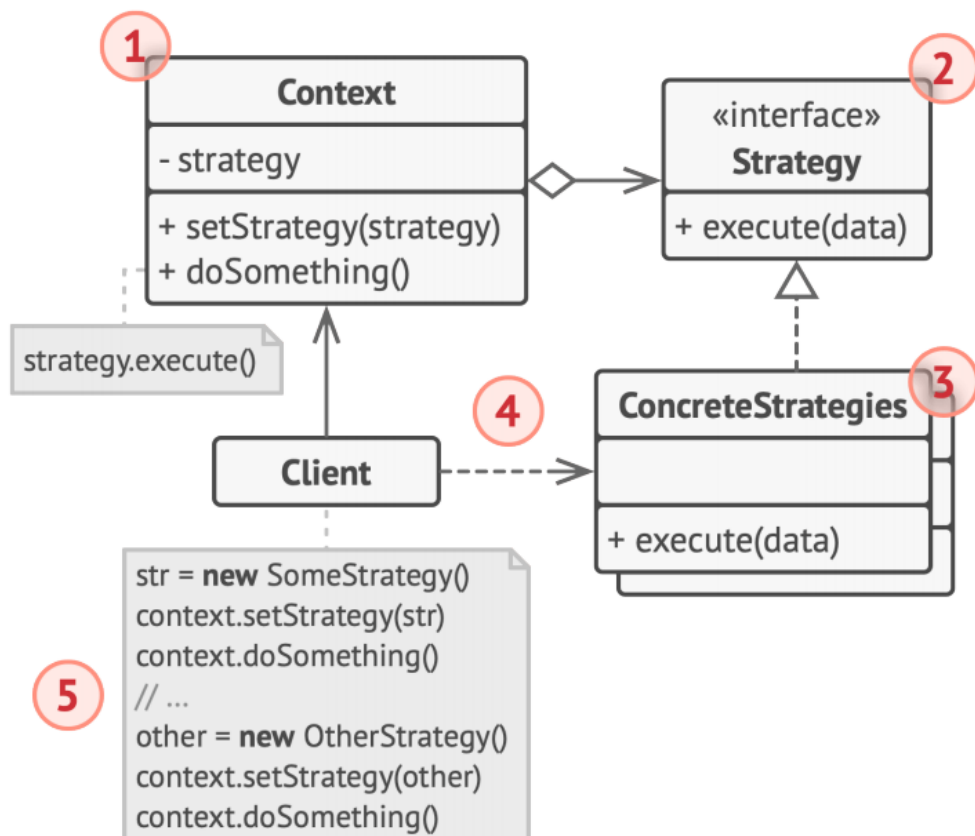 1
Context
- strategy
+ setStrategy(strategy)
+ doSomething()
strategy.execute()
2
«interface»
Strategy
+ execute(data)
3
ConcreteStrategies
+ execute(data)
4
Client
5
str = new SomeStrategy()
context.setStrategy(str)
context.doSomething()
// ...
other = new OtherStrategy()
context.setStrategy(other)
context.doSomething()